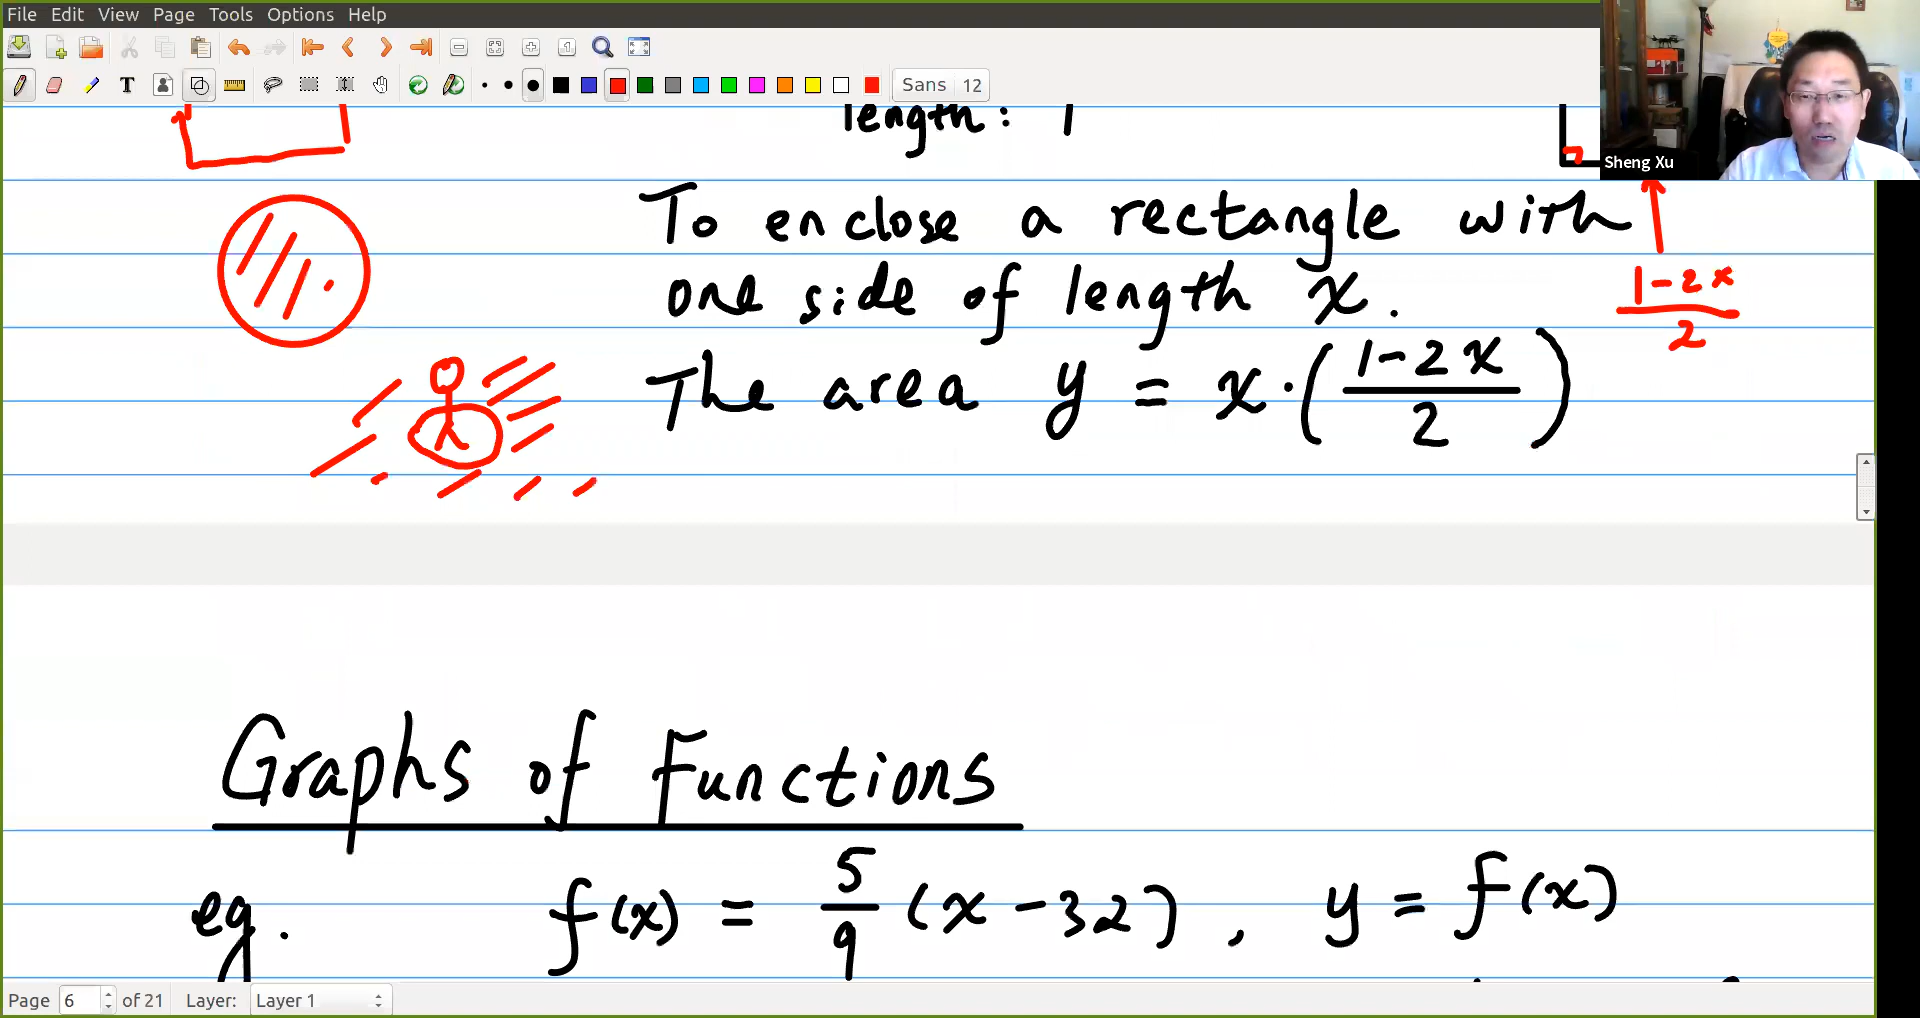 File Edit View Page Tools Options Help
Sans 12
Sheng Xu
length: 1
To enclose a rectangle with
one side of length x.
1-2x
2
The area y = x·(1-2x/2)
Graphs of Functions
eg. f(x) = 5/9 (x-32), y = f(x)
Page 6 of 21 Layer: Layer 1